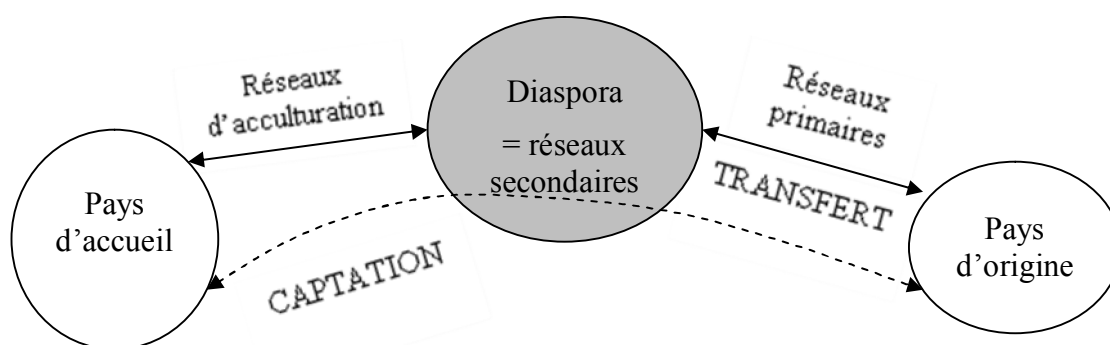 Réseaux
d’acculturation
Diaspora
= réseaux
secondaires
Réseaux
primaires
TRANSFERT
Pays
d’accueil
CAPTATION
Pays
d’origine